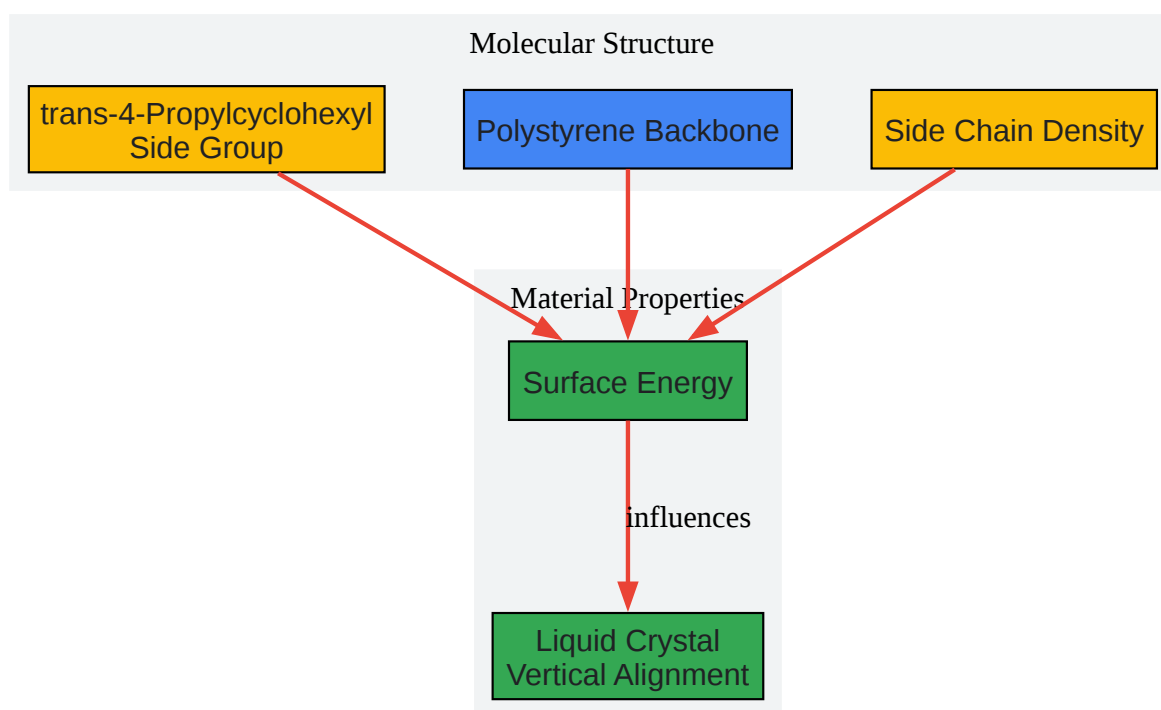 Molecular Structure
trans-4-Propylcyclohexyl
Side Group
Polystyrene Backbone
Side Chain Density
Material Properties
Surface Energy
influences
Liquid Crystal
Vertical Alignment